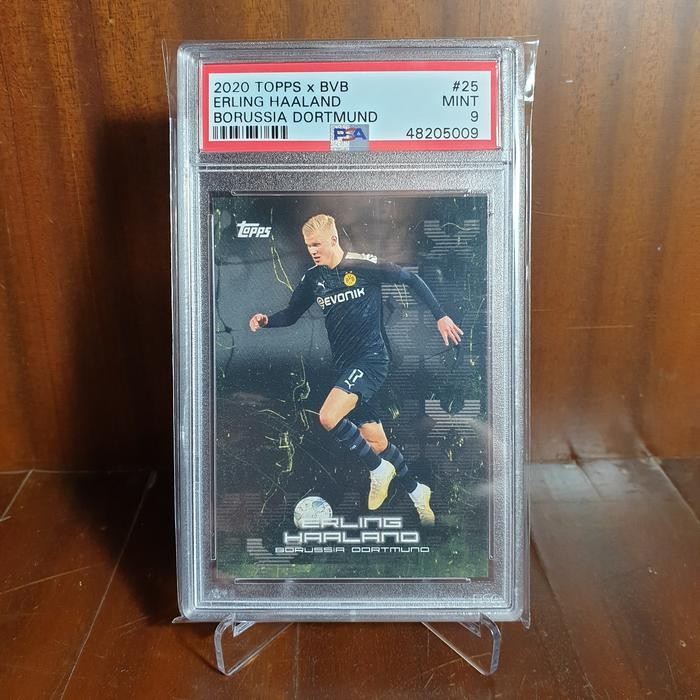 2020 TOPPS x BVB #25
ERLING HAALAND MINT
BORUSSIA DORTMUND 9
PSA 48205009
topps
EVONIK
17
ERLING
HAALAND
BORUSSIA DORTMUND